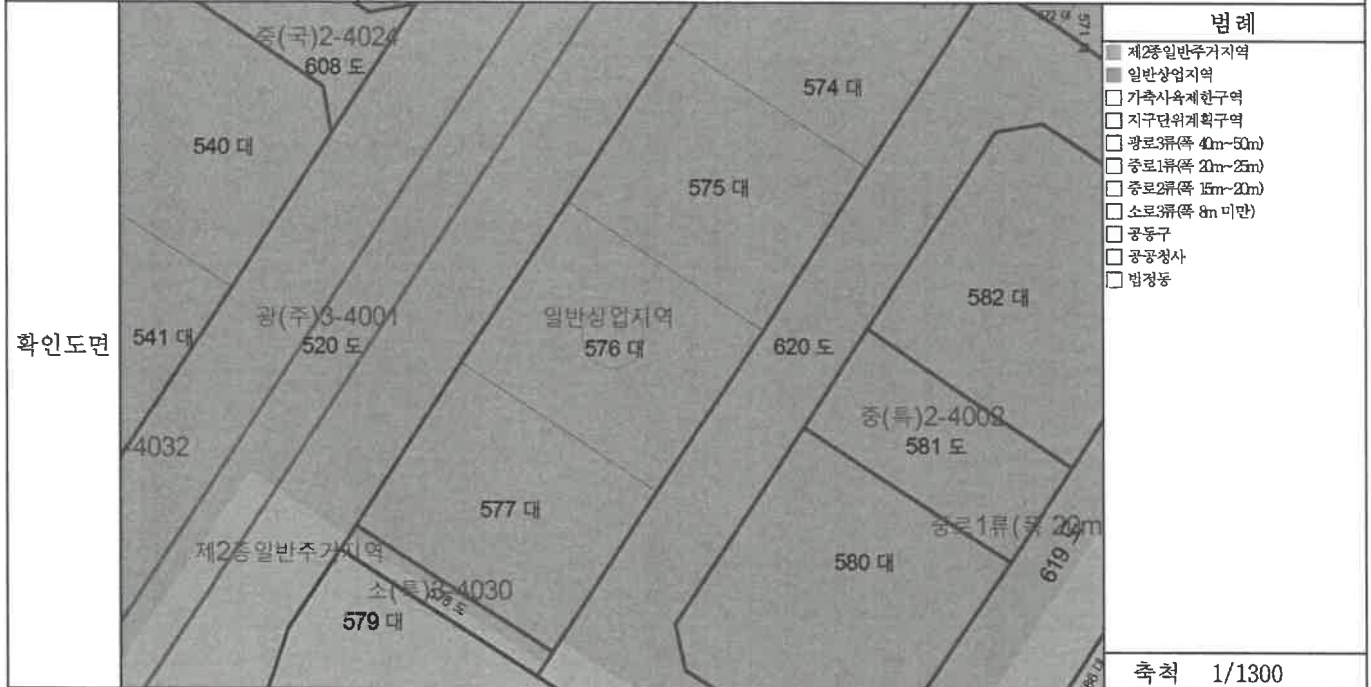 확인도면
중(국)2-4024
608 도
574 대
571 대
540 대
575 대
582 대
광(주)3-4001
520 도
541 대
일반상업지역
576 대
620 도
중(특)2-4002
581 도
-4032
577 대
제2종일반주거지역
중로1류(폭 20m
580 대
619 도
소(특)3-4030
578 도
579 대
범례
제2종일반주거지역
일반상업지역
가축사육제한구역
지구단위계획구역
광로3류(폭 40m~50m)
중로1류(폭 20m~25m)
중로2류(폭 15m~20m)
소로3류(폭 8m 미만)
공동구
공공청사
법정동
축척 1/1300